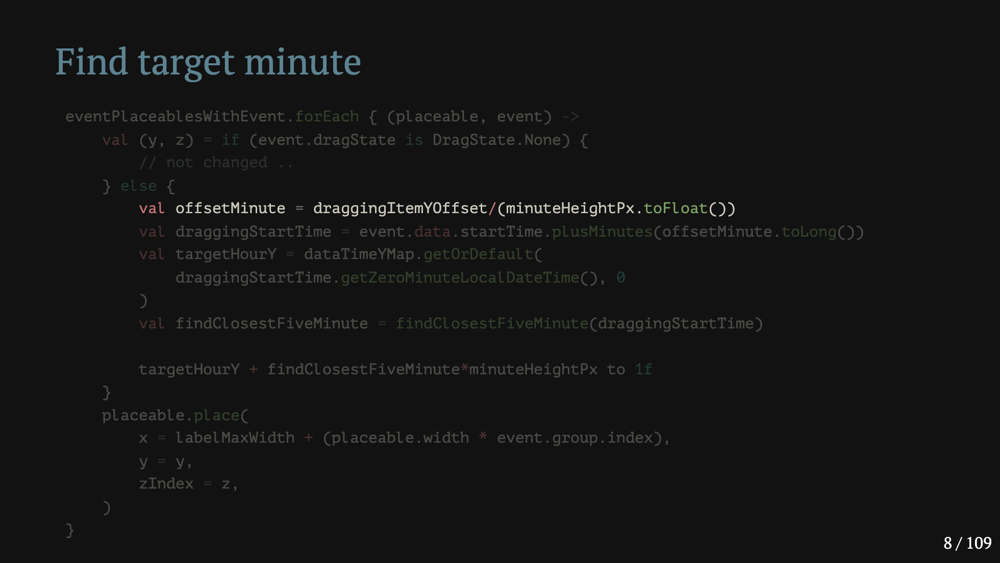 Find target minute
eventPlaceablesWithEvent.forEach { (placeable, event) ->
    val (y, z) = if (event.dragState is DragState.None) {
        // not changed ..
    } else {
        val offsetMinute = draggingItemYOffset/(minuteHeightPx.toFloat())
        val draggingStartTime = event.data.startTime.plusMinutes(offsetMinute.toLong())
        val targetHourY = dataTimeYMap.getOrDefault(
            draggingStartTime.getZeroMinuteLocalDateTime(), 0
        )
        val findClosestFiveMinute = findClosestFiveMinute(draggingStartTime)

        targetHourY + findClosestFiveMinute*minuteHeightPx to 1f
    }
    placeable.place(
        x = labelMaxWidth + (placeable.width * event.group.index),
        y = y,
        zIndex = z,
    )
}
8 / 109